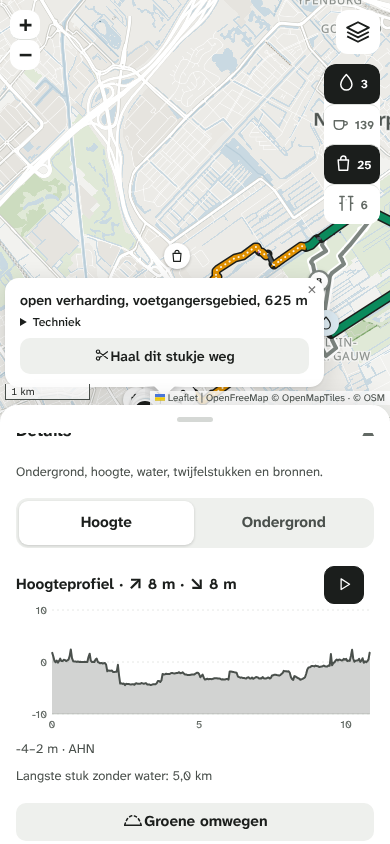 +
−
3
139
25
6
open verharding, voetgangersgebied, 625 m
×
▶ Techniek
Haal dit stukje weg
IN-
GAUW
1 km
Leaflet | OpenFreeMap © OpenMapTiles · © OSM
Details
Ondergrond, hoogte, water, twijfelstukken en bronnen.
Hoogte
Ondergrond
Hoogteprofiel · ↗ 8 m · ↘ 8 m
10
0
-10
0
5
10
-4–2 m · AHN
Langste stuk zonder water: 5,0 km
Groene omwegen